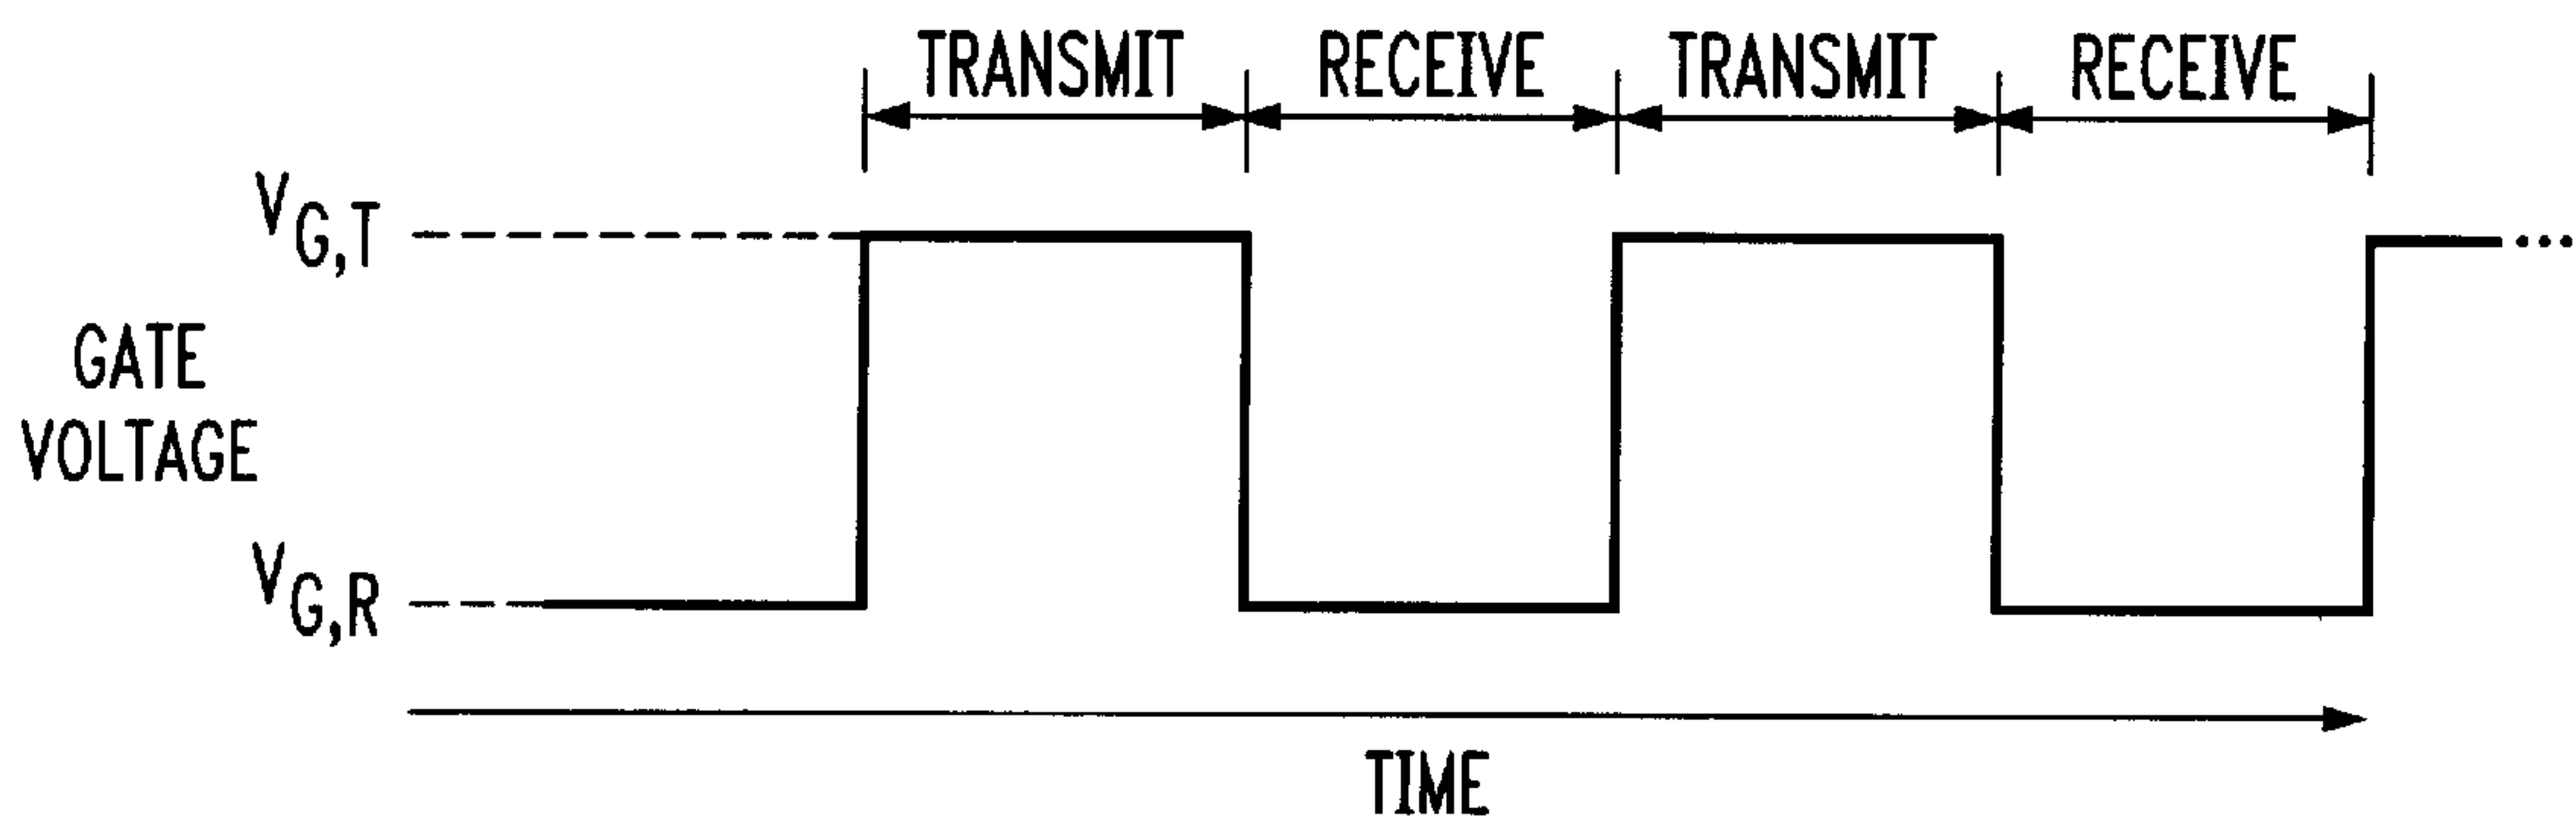 TRANSMIT RECEIVE TRANSMIT RECEIVE
VG,T
GATE
VOLTAGE
VG,R
TIME